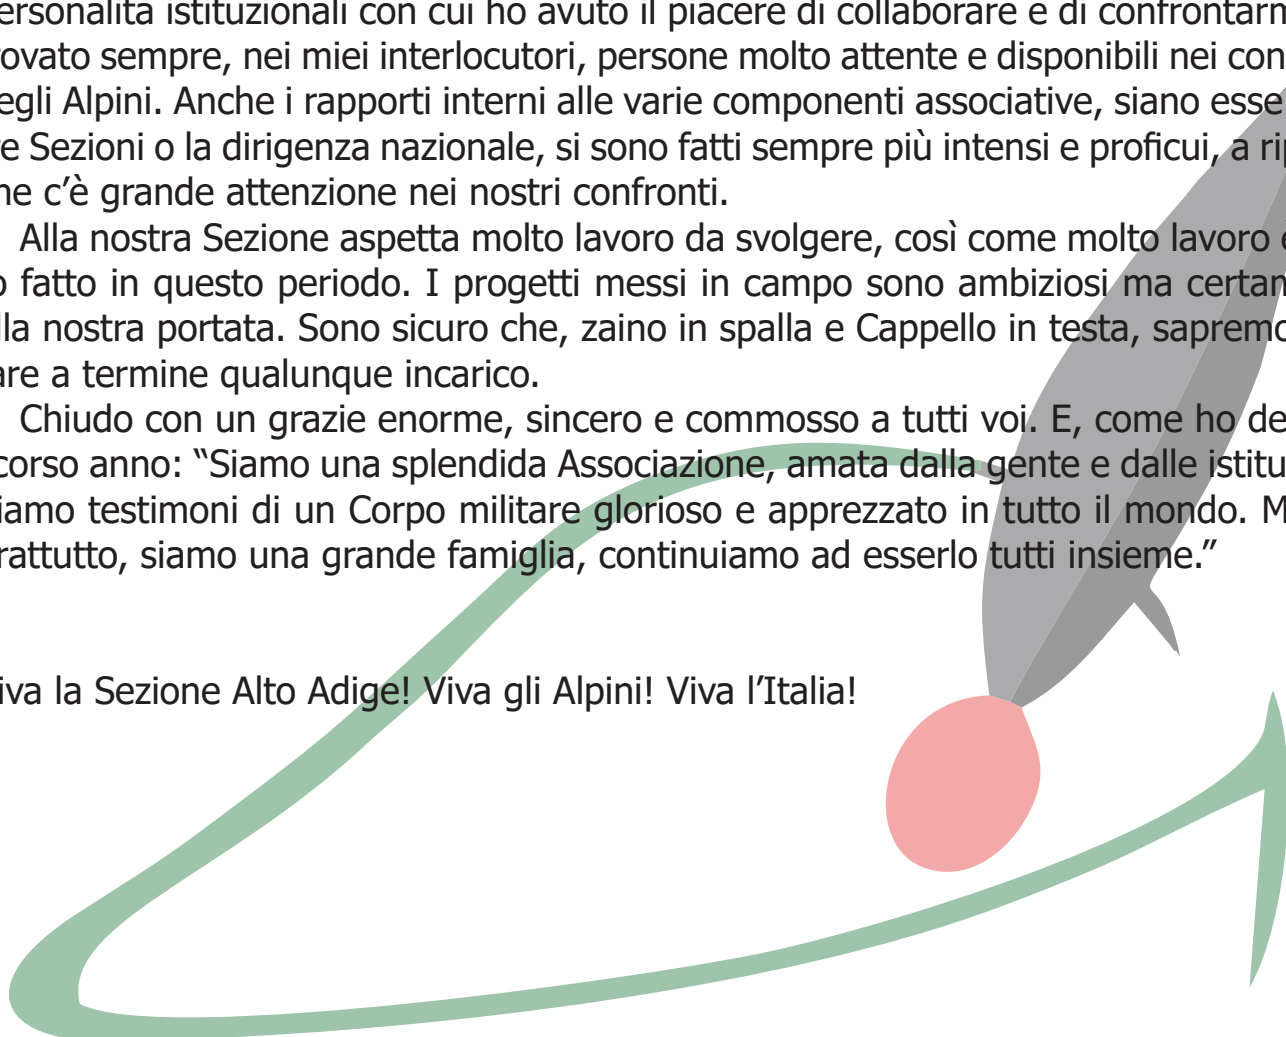 ersonalità istituzionali con cui ho avuto il piacere di collaborare e di confrontarm
ovato sempre, nei miei interlocutori, persone molto attente e disponibili nei con
egli Alpini. Anche i rapporti interni alle varie componenti associative, siano esse
e Sezioni o la dirigenza nazionale, si sono fatti sempre più intensi e proficui, a rip
he c’è grande attenzione nei nostri confronti.
Alla nostra Sezione aspetta molto lavoro da svolgere, così come molto lavoro è
o fatto in questo periodo. I progetti messi in campo sono ambiziosi ma certam
lla nostra portata. Sono sicuro che, zaino in spalla e Cappello in testa, sapremo
are a termine qualunque incarico.
Chiudo con un grazie enorme, sincero e commosso a tutti voi. E, come ho de
corso anno: “Siamo una splendida Associazione, amata dalla gente e dalle istitu
iamo testimoni di un Corpo militare glorioso e apprezzato in tutto il mondo. M
rattutto, siamo una grande famiglia, continuiamo ad esserlo tutti insieme.”
iva la Sezione Alto Adige! Viva gli Alpini! Viva l’Italia!